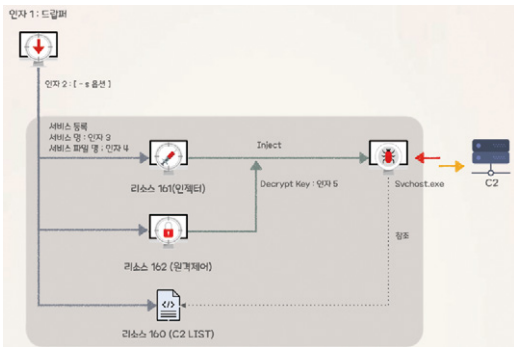 인자 1 : 드랍퍼
인자 2 : [ - s 옵션 ]
서비스 등록
서비스 명 : 인자 3
서비스 파일 명 : 인자 4
Inject
리소스 161(인젝터)
Decrypt Key : 인자 5
Svchost.exe
C2
리소스 162 (원격제어)
참조
리소스 160 (C2 LIST)